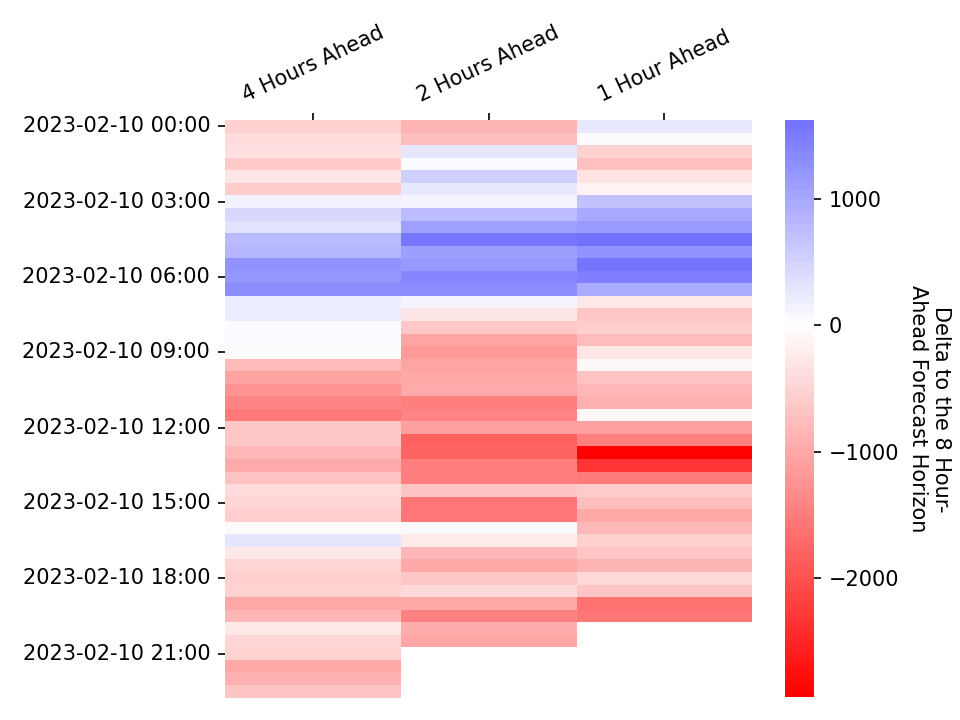 4 Hours Ahead
2 Hours Ahead
1 Hour Ahead
2023-02-10 00:00
2023-02-10 03:00
2023-02-10 06:00
2023-02-10 09:00
2023-02-10 12:00
2023-02-10 15:00
2023-02-10 18:00
2023-02-10 21:00
1000
0
−1000
−2000
Delta to the 8 Hour-
Ahead Forecast Horizon